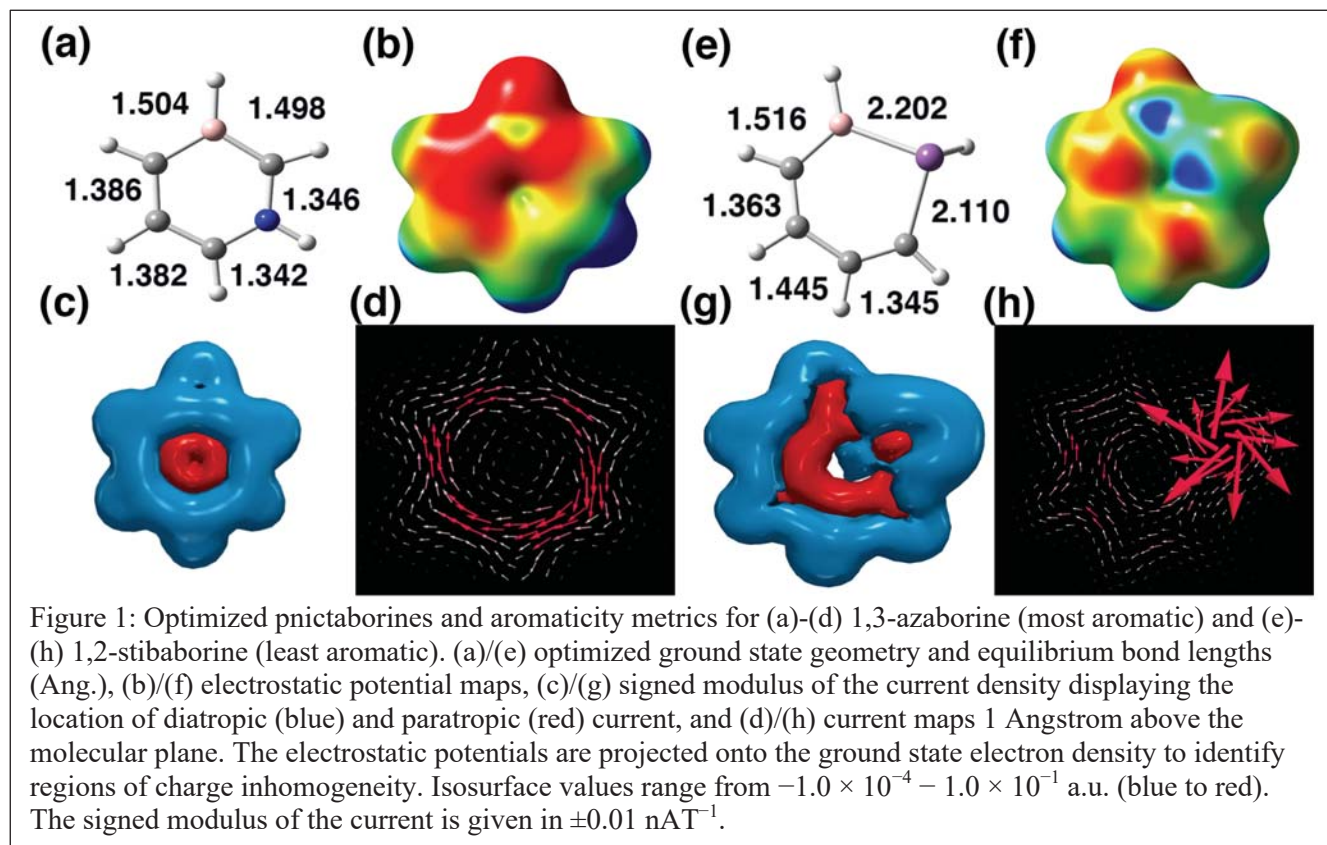 (a)
(b)
(e)
(f)
1.504
1.498
1.386
1.346
1.382
1.342
1.516
2.202
1.363
2.110
1.445
1.345
(c)
(d)
(g)
(h)
Figure 1: Optimized pnictaborines and aromaticity metrics for (a)-(d) 1,3-azaborine (most aromatic) and (e)-
(h) 1,2-stibaborine (least aromatic). (a)/(e) optimized ground state geometry and equilibrium bond lengths
(Ang.), (b)/(f) electrostatic potential maps, (c)/(g) signed modulus of the current density displaying the
location of diatropic (blue) and paratropic (red) current, and (d)/(h) current maps 1 Angstrom above the
molecular plane. The electrostatic potentials are projected onto the ground state electron density to identify
regions of charge inhomogeneity. Isosurface values range from −1.0 × 10⁻⁴ − 1.0 × 10⁻¹ a.u. (blue to red).
The signed modulus of the current is given in ±0.01 nAT⁻¹.